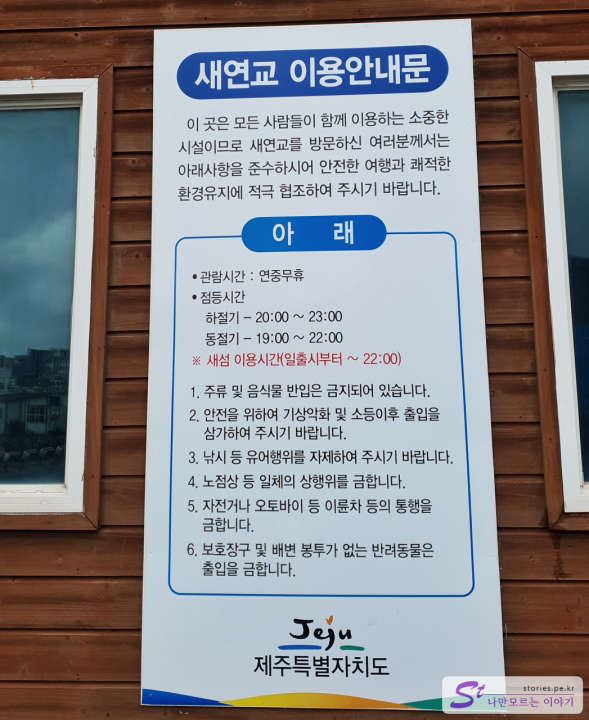 새연교 이용안내문
이 곳은 모든 사람들이 함께 이용하는 소중한
시설이므로 새연교를 방문하신 여러분께서는
아래사항을 준수하시어 안전한 여행과 쾌적한
환경유지에 적극 협조하여 주시기 바랍니다.
아 래
• 관람시간 : 연중무휴
• 점등시간
하절기 – 20:00 ~ 23:00
동절기 – 19:00 ~ 22:00
※ 새섬 이용시간(일출시부터 ~ 22:00)
1. 주류 및 음식물 반입은 금지되어 있습니다.
2. 안전을 위하여 기상악화 및 소등이후 출입을
삼가하여 주시기 바랍니다.
3. 낚시 등 유어행위를 자제하여 주시기 바랍니다.
4. 노점상 등 일체의 상행위를 금합니다.
5. 자전거나 오토바이 등 이륜차 등의 통행을
금합니다.
6. 보호장구 및 배변 봉투가 없는 반려동물은
출입을 금합니다.
Jeju
제주특별자치도
St
stories.pe.kr
나만모르는 이야기